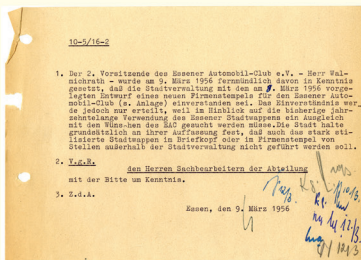 10-5/16-2
1. Der 2. Vorsitzende des Essener Automobil-Club e.V. - Herr Wal-
michrath - wurde am 9. März 1956 fernmündlich davon in Kenntnis
gesetzt, daß die Stadtverwaltung mit dem am 8. März 1956 vorge-
legten Entwurf eines neuen Firmenstempels für den Essener Auto-
mobil-Club (s. Anlage) einverstanden sei. Das Einverständnis wer-
de jedoch nur erteilt, weil im Hinblick auf die bisherige jahr-
zehntelange Verwendung des Essener Stadtwappens ein Ausgleich
mit dem Wünschen des EAC gesucht werden müsse. Die Stadt halte
grundsätzlich an ihrer Auffassung fest, daß auch das stark sti-
lisierte Stadtwappen im Briefkopf oder im Firmenstempel von
Stellen außerhalb der Stadtverwaltung nicht geführt werden soll.
2. V.g.R.
dem Herren Sachbearbeitern der Abteilung
mit der Bitte um Kenntnis.
3. Z.d.A.
Essen, den 9. März 1956